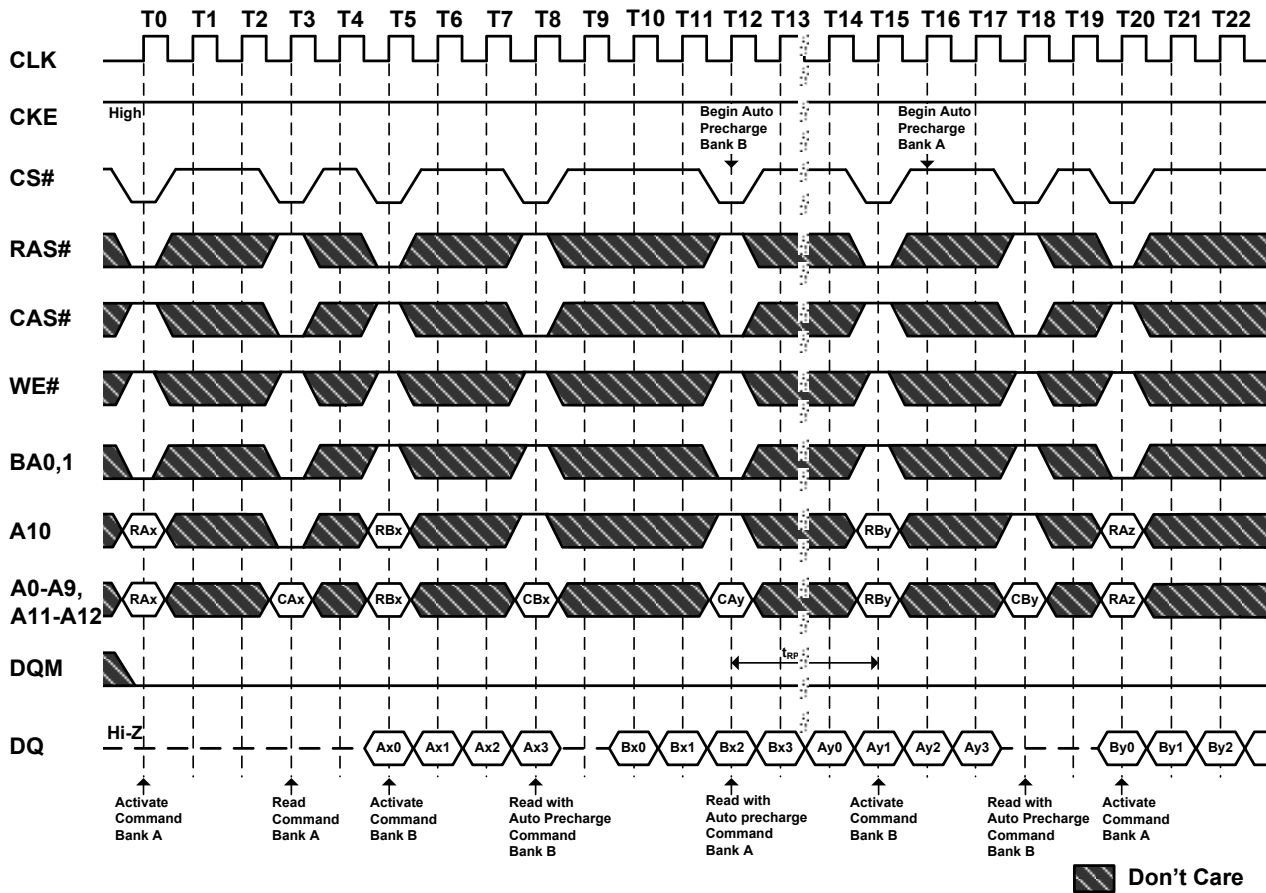 T0 T1 T2 T3 T4 T5 T6 T7 T8 T9 T10 T11 T12 T13 T14 T15 T16 T17 T18 T19 T20 T21 T22
CLK
CKE
High
Begin Auto
Precharge
Bank B
Begin Auto
Precharge
Bank A
CS#
RAS#
CAS#
WE#
BA0,1
A10
RAx RBx RBy RAz
A0-A9,
A11-A12
RAx CAx RBx CBx CAy RBy CBy RAz
DQM
tRP
DQ
Hi-Z
Ax0 Ax1 Ax2 Ax3 Bx0 Bx1 Bx2 Bx3 Ay0 Ay1 Ay2 Ay3 By0 By1 By2
Activate
Command
Bank A
Read
Command
Bank A
Activate
Command
Bank B
Read with
Auto Precharge
Command
Bank B
Read with
Auto precharge
Command
Bank A
Activate
Command
Bank B
Read with
Auto Precharge
Command
Bank B
Activate
Command
Bank A
Don't Care